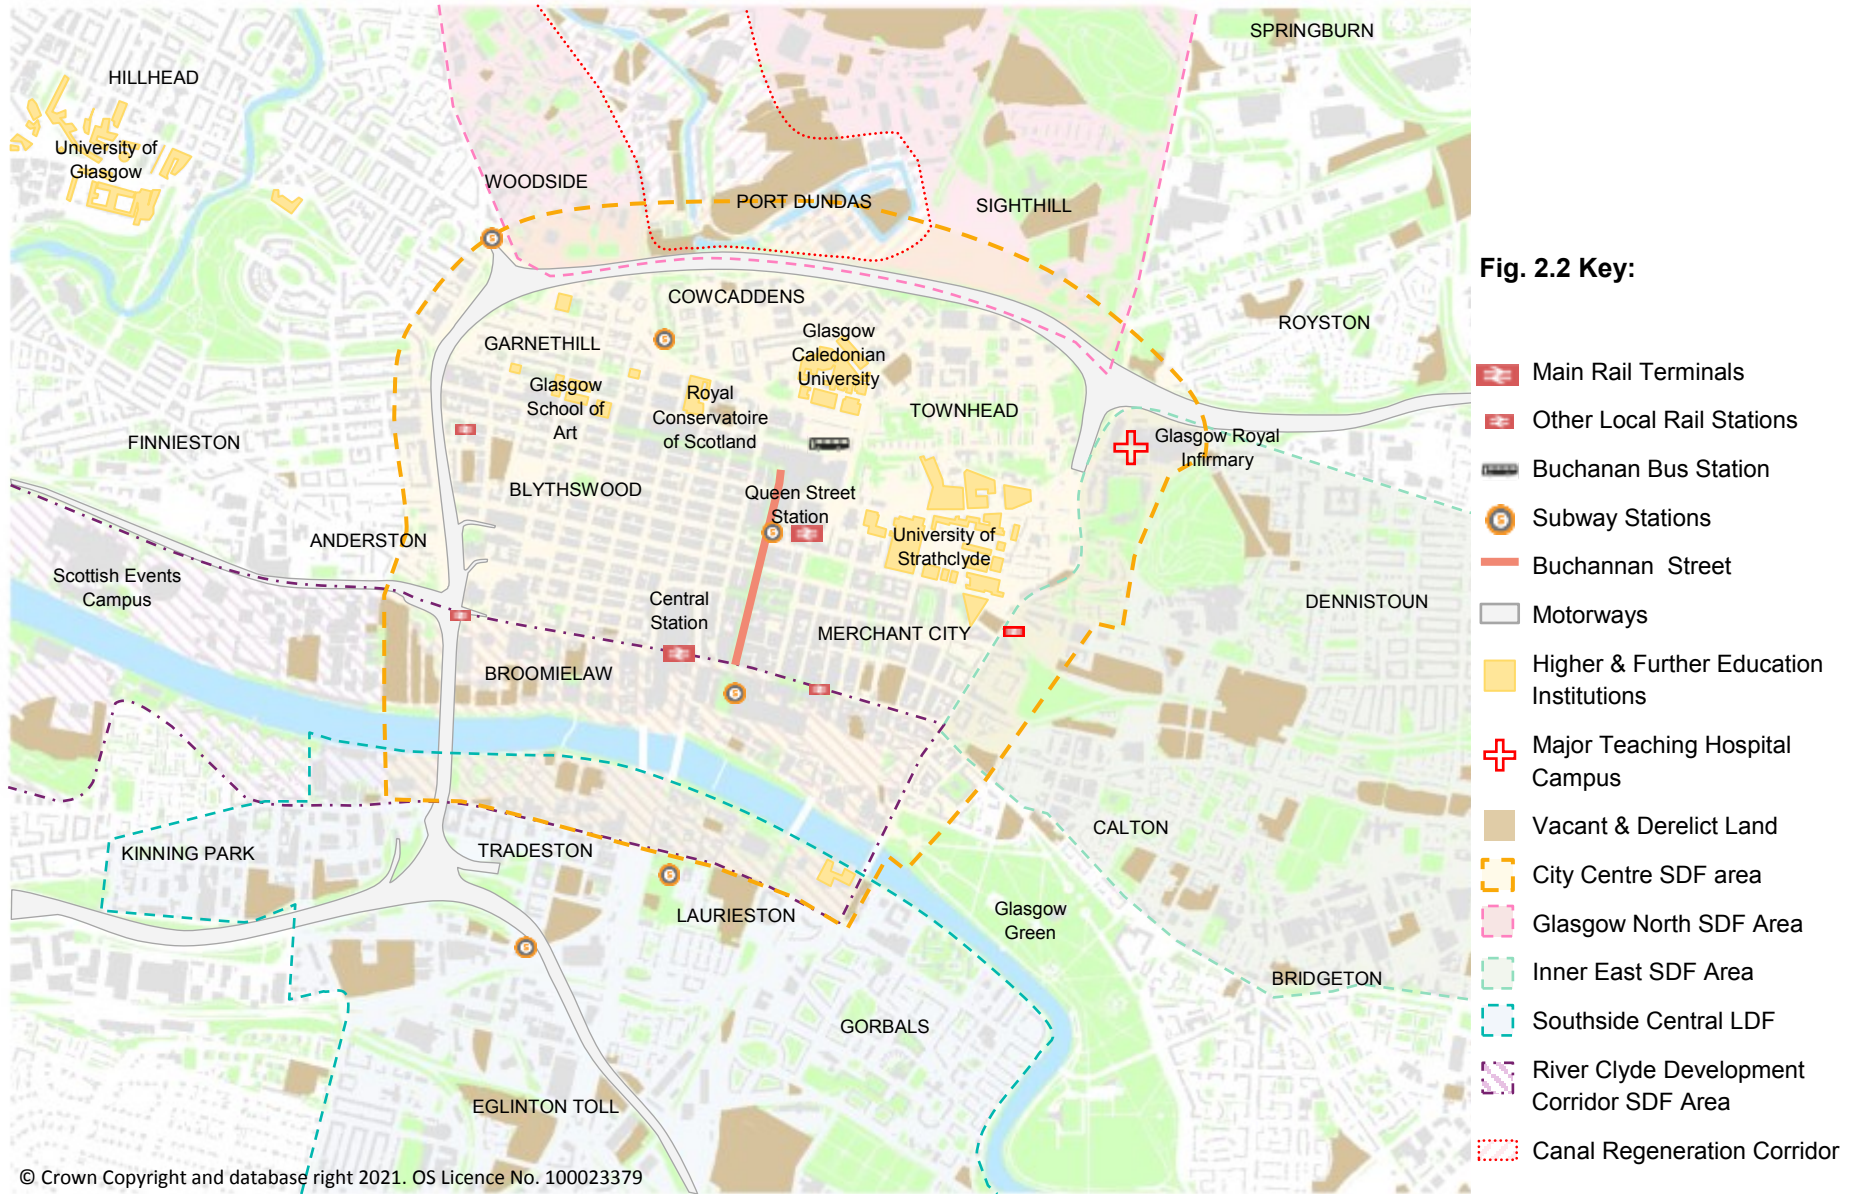 SPRINGBURN
HILLHEAD
University of
Glasgow
WOODSIDE
PORT DUNDAS
SIGHTHILL
COWCADDENS
ROYSTON
GARNETHILL
Glasgow
Caledonian
University
Glasgow
School of
Art
Royal
Conservatoire
of Scotland
TOWNHEAD
FINNIESTON
Glasgow Royal
Infirmary
BLYTHSWOOD
Queen Street
Station
ANDERSTON
University of
Strathclyde
Scottish Events
Campus
Central
Station
DENNISTOUN
MERCHANT CITY
BROOMIELAW
CALTON
KINNING PARK
TRADESTON
LAURIESTON
Glasgow
Green
BRIDGETON
GORBALS
EGLINTON TOLL
© Crown Copyright and database right 2021. OS Licence No. 100023379
Fig. 2.2 Key:
Main Rail Terminals
Other Local Rail Stations
Buchanan Bus Station
Subway Stations
Buchannan Street
Motorways
Higher & Further Education
Institutions
Major Teaching Hospital
Campus
Vacant & Derelict Land
City Centre SDF area
Glasgow North SDF Area
Inner East SDF Area
Southside Central LDF
River Clyde Development
Corridor SDF Area
Canal Regeneration Corridor